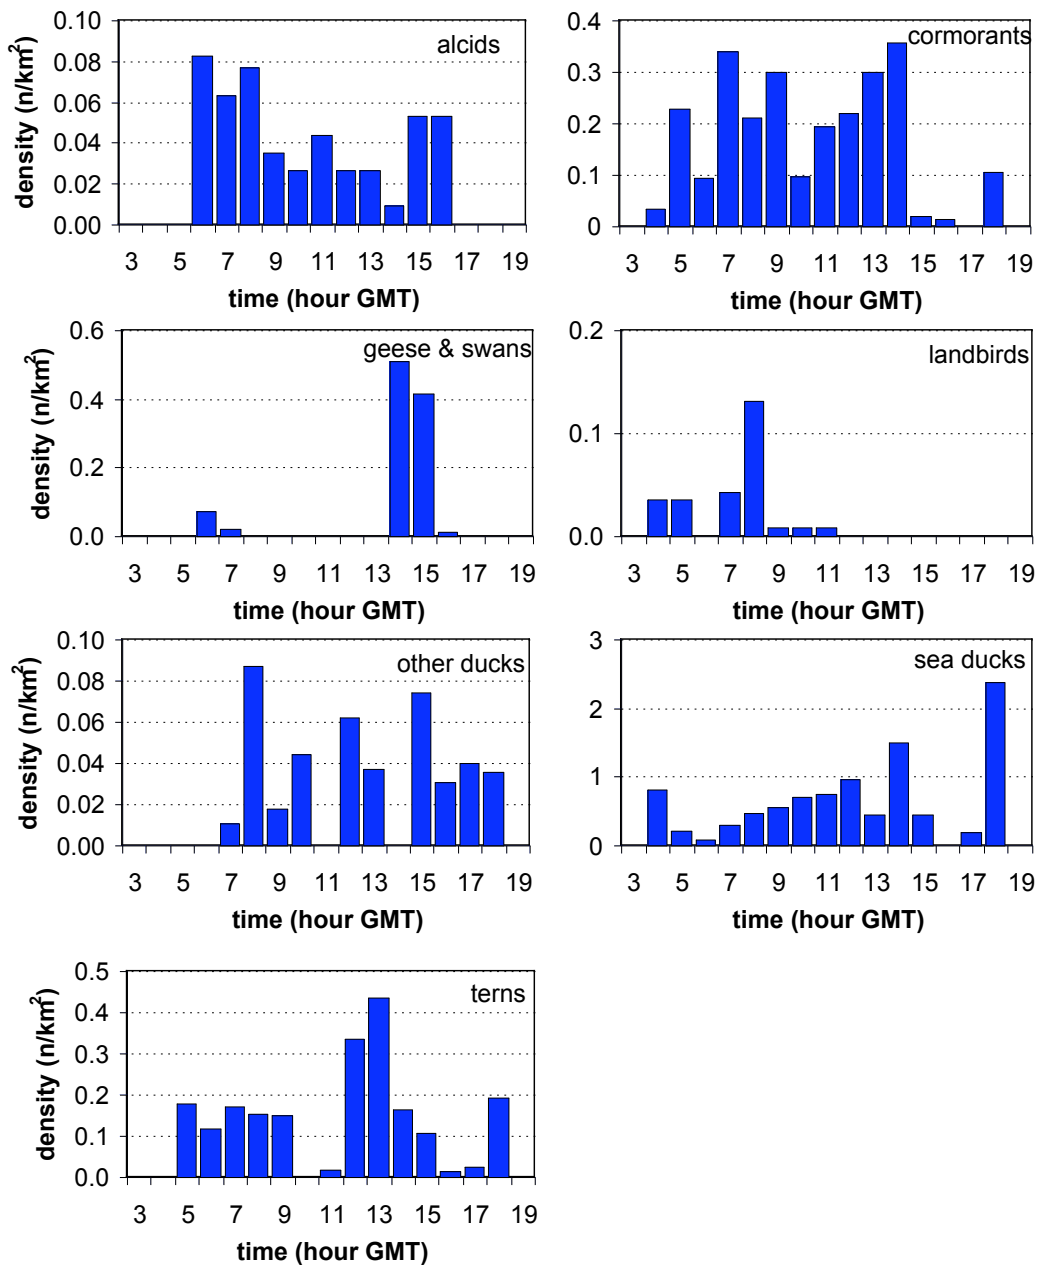 alcids
density (n/km²)
0.10
0.08
0.06
0.04
0.02
0.00
3 5 7 9 11 13 15 17 19
time (hour GMT)
cormorants
0.4
0.3
0.2
0.1
0
3 5 7 9 11 13 15 17 19
time (hour GMT)
geese & swans
density (n/km²)
0.6
0.4
0.2
0.0
3 5 7 9 11 13 15 17 19
time (hour GMT)
landbirds
0.2
0.1
0.0
3 5 7 9 11 13 15 17 19
time (hour GMT)
other ducks
density (n/km²)
0.10
0.08
0.06
0.04
0.02
0.00
3 5 7 9 11 13 15 17 19
time (hour GMT)
sea ducks
3
2
1
0
3 5 7 9 11 13 15 17 19
time (hour GMT)
terns
density (n/km²)
0.5
0.4
0.3
0.2
0.1
0.0
3 5 7 9 11 13 15 17 19
time (hour GMT)